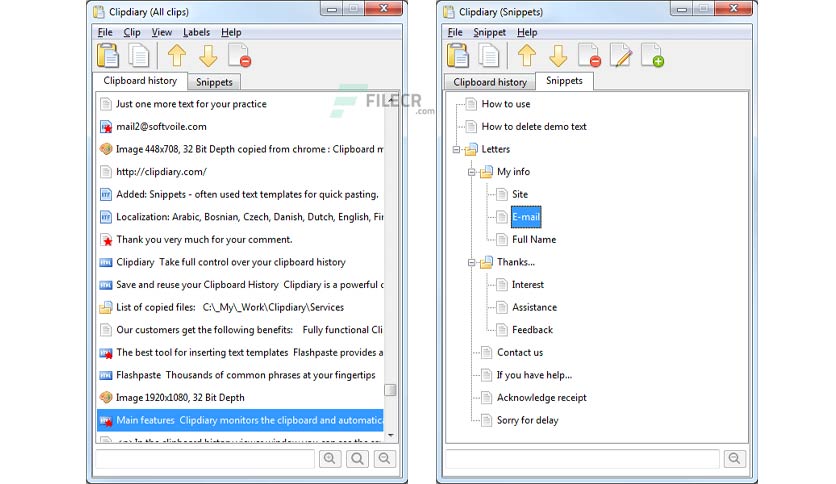 Clipdiary (All clips)
File Clip View Labels Help
Clipboard history Snippets
Just one more text for your practice
mail2@softvoile.com
Image 448x708, 32 Bit Depth copied from chrome : Clipboard m
http://clipdiary.com/
Added: Snippets - often used text templates for quick pasting.
Localization: Arabic, Bosnian, Czech, Danish, Dutch, English, Fin
Thank you very much for your comment.
Clipdiary Take full control over your clipboard history
Save and reuse your Clipboard History Clipdiary is a powerful c
List of copied files: C:\_My\_Work\Clipdiary\Services
Our customers get the following benefits: Fully functional Cli
The best tool for inserting text templates Flashpaste provides a
Flashpaste Thousands of common phrases at your fingertips
Image 1920x1080, 32 Bit Depth
Main features Clipdiary monitors the clipboard and automatica
FILECR
.com
Clipdiary (Snippets)
File Snippet Help
Clipboard history Snippets
How to use
How to delete demo text
Letters
My info
Site
E-mail
Full Name
Thanks...
Interest
Assistance
Feedback
Contact us
If you have help...
Acknowledge receipt
Sorry for delay